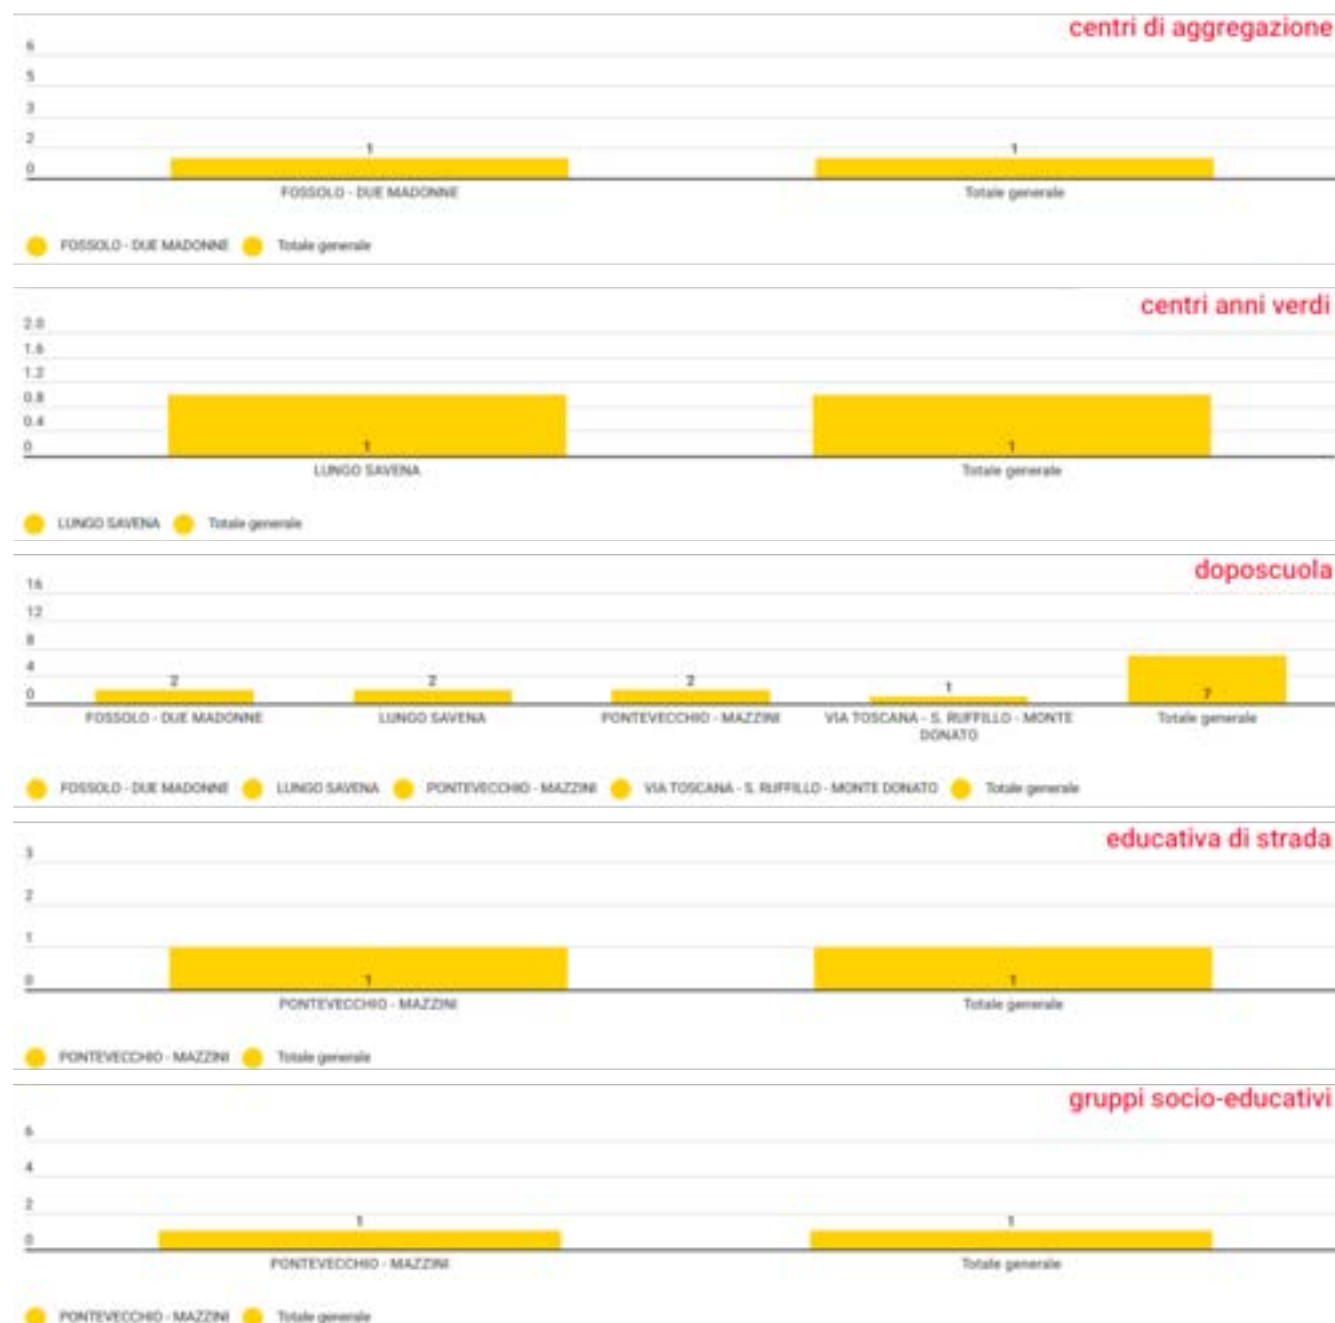 centri di aggregazione
6
5
3
2
0
1 1
FOSSOLO - DUE MADONNE Totale generale
FOSSOLO - DUE MADONNE Totale generale
centri anni verdi
2.0
1.6
1.2
0.8
0.4
0
1 1
LUNGO SAVENA Totale generale
LUNGO SAVENA Totale generale
doposcuola
16
12
8
4
0
2 2 2 1 7
FOSSOLO - DUE MADONNE LUNGO SAVENA PONTEVECCHIO - MAZZINI VIA TOSCANA - S. RUFFILLO - MONTE Totale generale
DONATO
FOSSOLO - DUE MADONNE LUNGO SAVENA PONTEVECCHIO - MAZZINI VIA TOSCANA - S. RUFFILLO - MONTE DONATO Totale generale
educativa di strada
3
2
1
0
1 1
PONTEVECCHIO - MAZZINI Totale generale
PONTEVECCHIO - MAZZINI Totale generale
gruppi socio-educativi
6
4
2
0
1 1
PONTEVECCHIO - MAZZINI Totale generale
PONTEVECCHIO - MAZZINI Totale generale